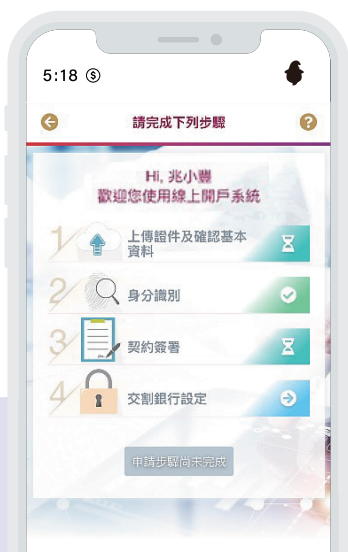 5:18
請完成下列步驟
Hi, 兆小豐
歡迎您使用線上開戶系統
1 上傳證件及確認基本
資料
2 身分識別
3 契約簽署
4 交割銀行設定
申請步驟尚未完成